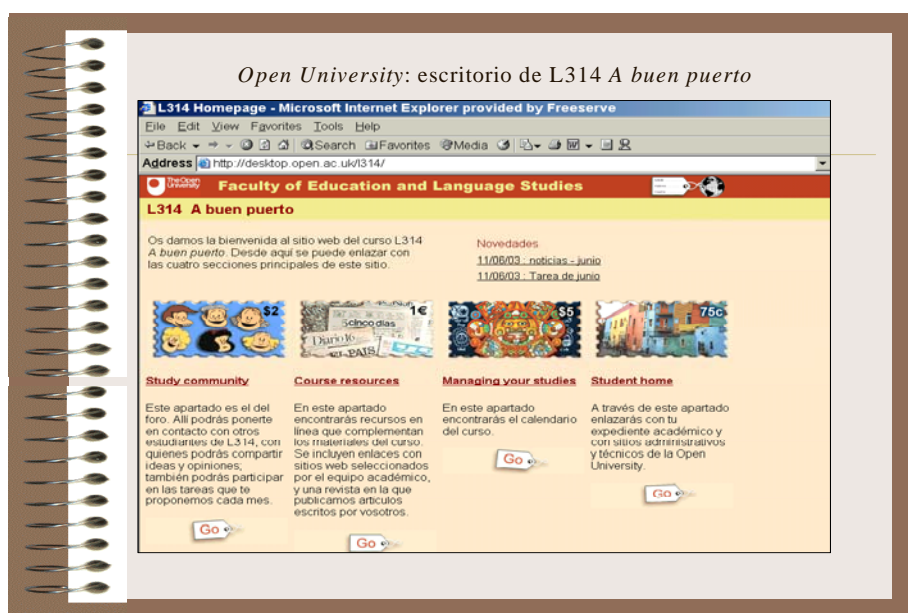 Open University: escritorio de L314 A buen puerto
L314 Homepage - Microsoft Internet Explorer provided by Freeserve
File Edit View Favorites Tools Help
Back Search Favorites Media
Address http://desktop.open.ac.uk/l314/
The Open University
Faculty of Education and Language Studies
L314 A buen puerto
Os damos la bienvenida al sitio web del curso L314
A buen puerto. Desde aquí se puede enlazar con
las cuatro secciones principales de este sitio.
Novedades
11/06/03 : noticias - junio
11/06/03 : Tarea de junio
$2
1€
5cinco días
Diario 16
EL PAIS
$5
75c
Study community
Este apartado es el del
foro. Allí podrás ponerte
en contacto con otros
estudiantes de L314, con
quienes podrás compartir
ideas y opiniones;
también podrás participar
en las tareas que te
proponemos cada mes.
Go
Course resources
En este apartado
encontrarás recursos en
línea que complementan
los materiales del curso.
Se incluyen enlaces con
sitios web seleccionados
por el equipo académico,
y una revista en la que
publicamos artículos
escritos por vosotros.
Go
Managing your studies
En este apartado
encontrarás el calendario
del curso.
Go
Student home
A través de este apartado
enlazarás con tu
expediente académico y
con sitios administrativos
y técnicos de la Open
University.
Go